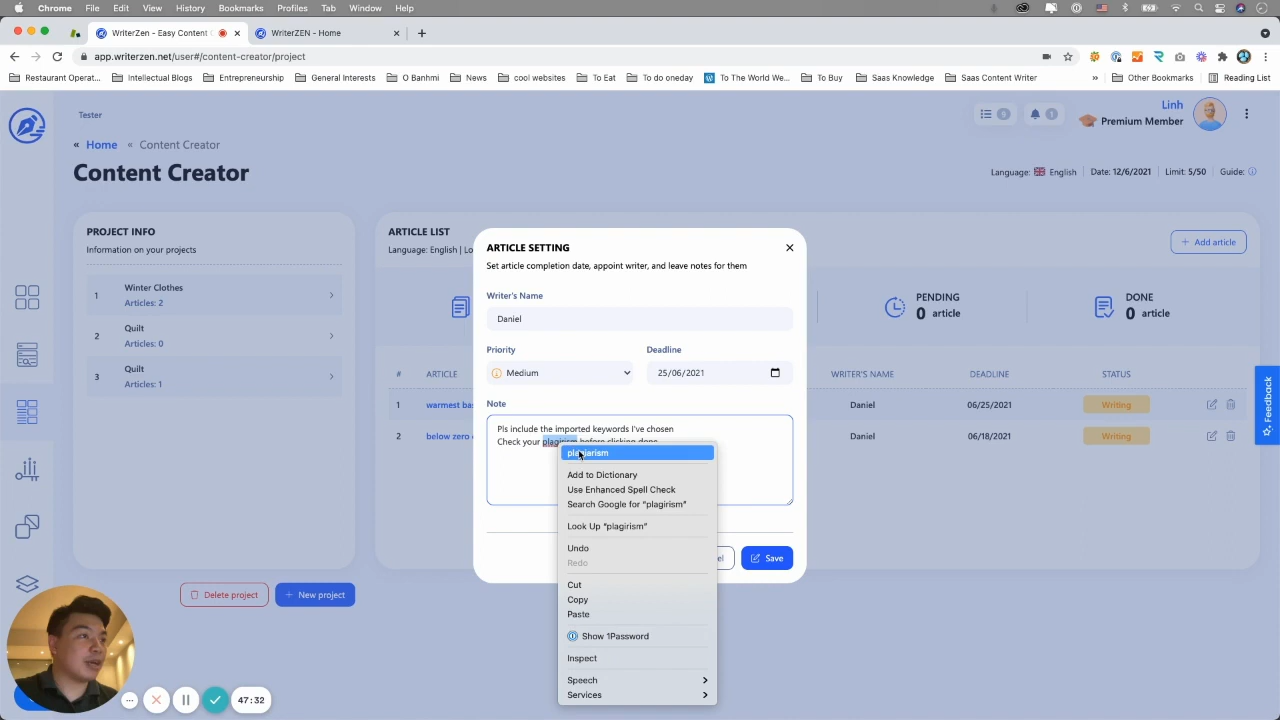 Chrome File Edit View History Bookmarks Profiles Tab Window Help
WriterZen - Easy Content
WriterZEN - Home
app.writerzen.net/user#/content-creator/project
Restaurant Operat...
Intellectual Blogs
Entrepreneurship
General Interests
O Banhmi
News
cool websites
To Eat
To do oneday
To The World We...
To Buy
Saas Knowledge
Saas Content Writer
»
Other Bookmarks
Reading List
Tester
Linh
Premium Member
« Home « Content Creator
Content Creator
Language: English Date: 12/6/2021 Limit: 5/50 Guide:
PROJECT INFO
Information on your projects
1 Winter Clothes
Articles: 2
2 Quilt
Articles: 0
3 Quilt
Articles: 1
Delete project
+ New project
ARTICLE LIST
Language: English | Lo
+ Add article
PENDING
0 article
DONE
0 article
# ARTICLE WRITER'S NAME DEADLINE STATUS
1 warmest bas Daniel 06/25/2021 Writing
2 below zero Daniel 06/18/2021 Writing
ARTICLE SETTING
Set article completion date, appoint writer, and leave notes for them
Writer's Name
Daniel
Priority Deadline
Medium 25/06/2021
Note
Pls include the imported keywords I've chosen
Check your plagirism before clicking done
Save
plagiarism
Add to Dictionary
Use Enhanced Spell Check
Search Google for “plagirism”
Look Up “plagirism”
Undo
Redo
Cut
Copy
Paste
Show 1Password
Inspect
Speech
Services
Feedback
47:32